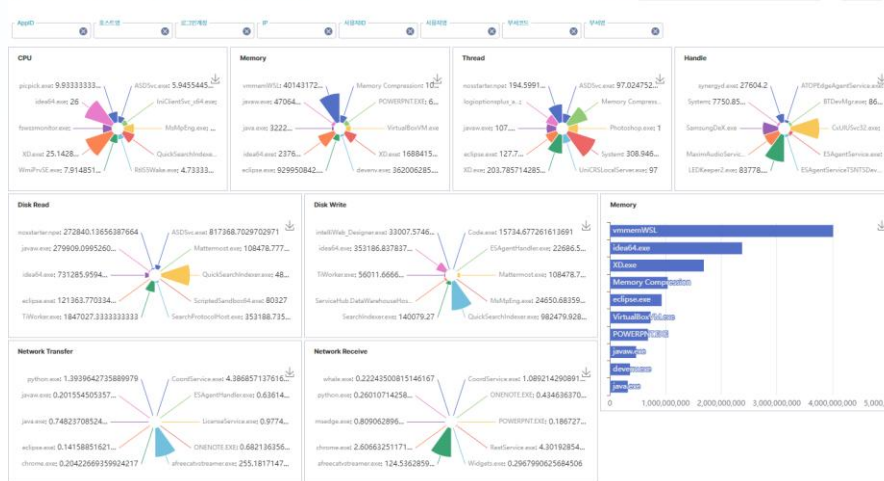 AppID 호스트명 로그인계정 IP 사용자ID 사용자명 부서코드 부서명
CPU
picpick.exe: 9.93333333... ASDSvc.exe: 5.9455445...
idea64.exe: 26 IniClientSvc_x64.exe:
fowsmonitor.exe: MsMpEng.exe: ...
XD.exe: 25.1428... QuickSearchIndexe...
WmiPrvSE.exe: 7.914851... RdSSWake.exe: 4.73333...
Memory
vmmemWSL: 40143172... Memory Compression: 10...
javaw.exe: 47064... POWERPNT.EXE: 6...
java.exe: 3222... VirtualBoxVM.exe:
idea64.exe: 2376... XD.exe: 1688415...
eclipse.exe: 929950842... devenv.exe: 362006285...
Thread
nosstarter.npe: 194.5991... ASDSvc.exe: 97.024752...
logioptionsplus_a...: Memory Compress...
javaw.exe: 107.... Photoshop.exe: 1
eclipse.exe: 127.7... System: 308.946...
XD.exe: 203.785714285... UniCRSLocalServer.exe: 97
Handle
synergyd.exe: 27604.2 ATOPEdgeAgentService.exe
System: 7750.85... BTDevMgr.exe: 86...
SamsungDeX.exe: CxUIUSvc.exe:
MaximAudioServic... ESAgentService.exe:
LEDKeeper2.exe: 83778.... ESAgentServiceTSNTSDev...
Disk Read
nosstarter.npe: 272840.13656387664 ASDSvc.exe: 817368.7029702971
javaw.exe: 279909.0995260... Mattermost.exe: 108478.777...
idea64.exe: 731285.9594... QuickSearchIndexer.exe: 48...
eclipse.exe: 121363.770334... ScriptedSandbox64.exe: 80327
TiWorker.exe: 1847027.3333333333 SearchProtocolHost.exe: 353188.735...
Disk Write
intelliWeb_Designer.exe: 33007.5746... Code.exe: 15734.677261613691
idea64.exe: 353186.837837... ESAgentHandler.exe: 22686.5...
TiWorker.exe: 56011.6666... Mattermost.exe: 108478.7...
ServiceHub.DataWarehouseHos... MsMpEng.exe: 24650.68359...
SearchIndexer.exe: 140079.27 QuickSearchIndexer.exe: 982479.928...
Memory
vmmemWSL
idea64.exe
XD.exe
Memory Compression
eclipse.exe
VirtualBoxVM.exe
POWERPNT.EXE
javaw.exe
devenv.exe
java.exe
0 1,000,000,000 2,000,000,000 3,000,000,000 4,000,000,000 5,000,
Network Transfer
python.exe: 1.3939642735889979 CoordService.exe: 4.386857137616...
javaw.exe: 0.201554505357... ESAgentHandler.exe: 0.63614...
java.exe: 0.74823708524... LicenseService.exe: 0.9774...
eclipse.exe: 0.14158851621... ONENOTE.EXE: 0.682136356...
chrome.exe: 0.20422669359924217 afreecatvstreamer.exe: 255.1817147...
Network Receive
whale.exe: 0.22243500815146167 CoordService.exe: 1.089214290891...
python.exe: 0.26010714258... ONENOTE.EXE: 0.434636370...
msedge.exe: 0.809062896... POWERPNT.EXE: 0.186727...
chrome.exe: 2.60663251171... RestService.exe: 4.30192854...
afreecatvstreamer.exe: 124.5362859... Widgets.exe: 0.2967990625684506